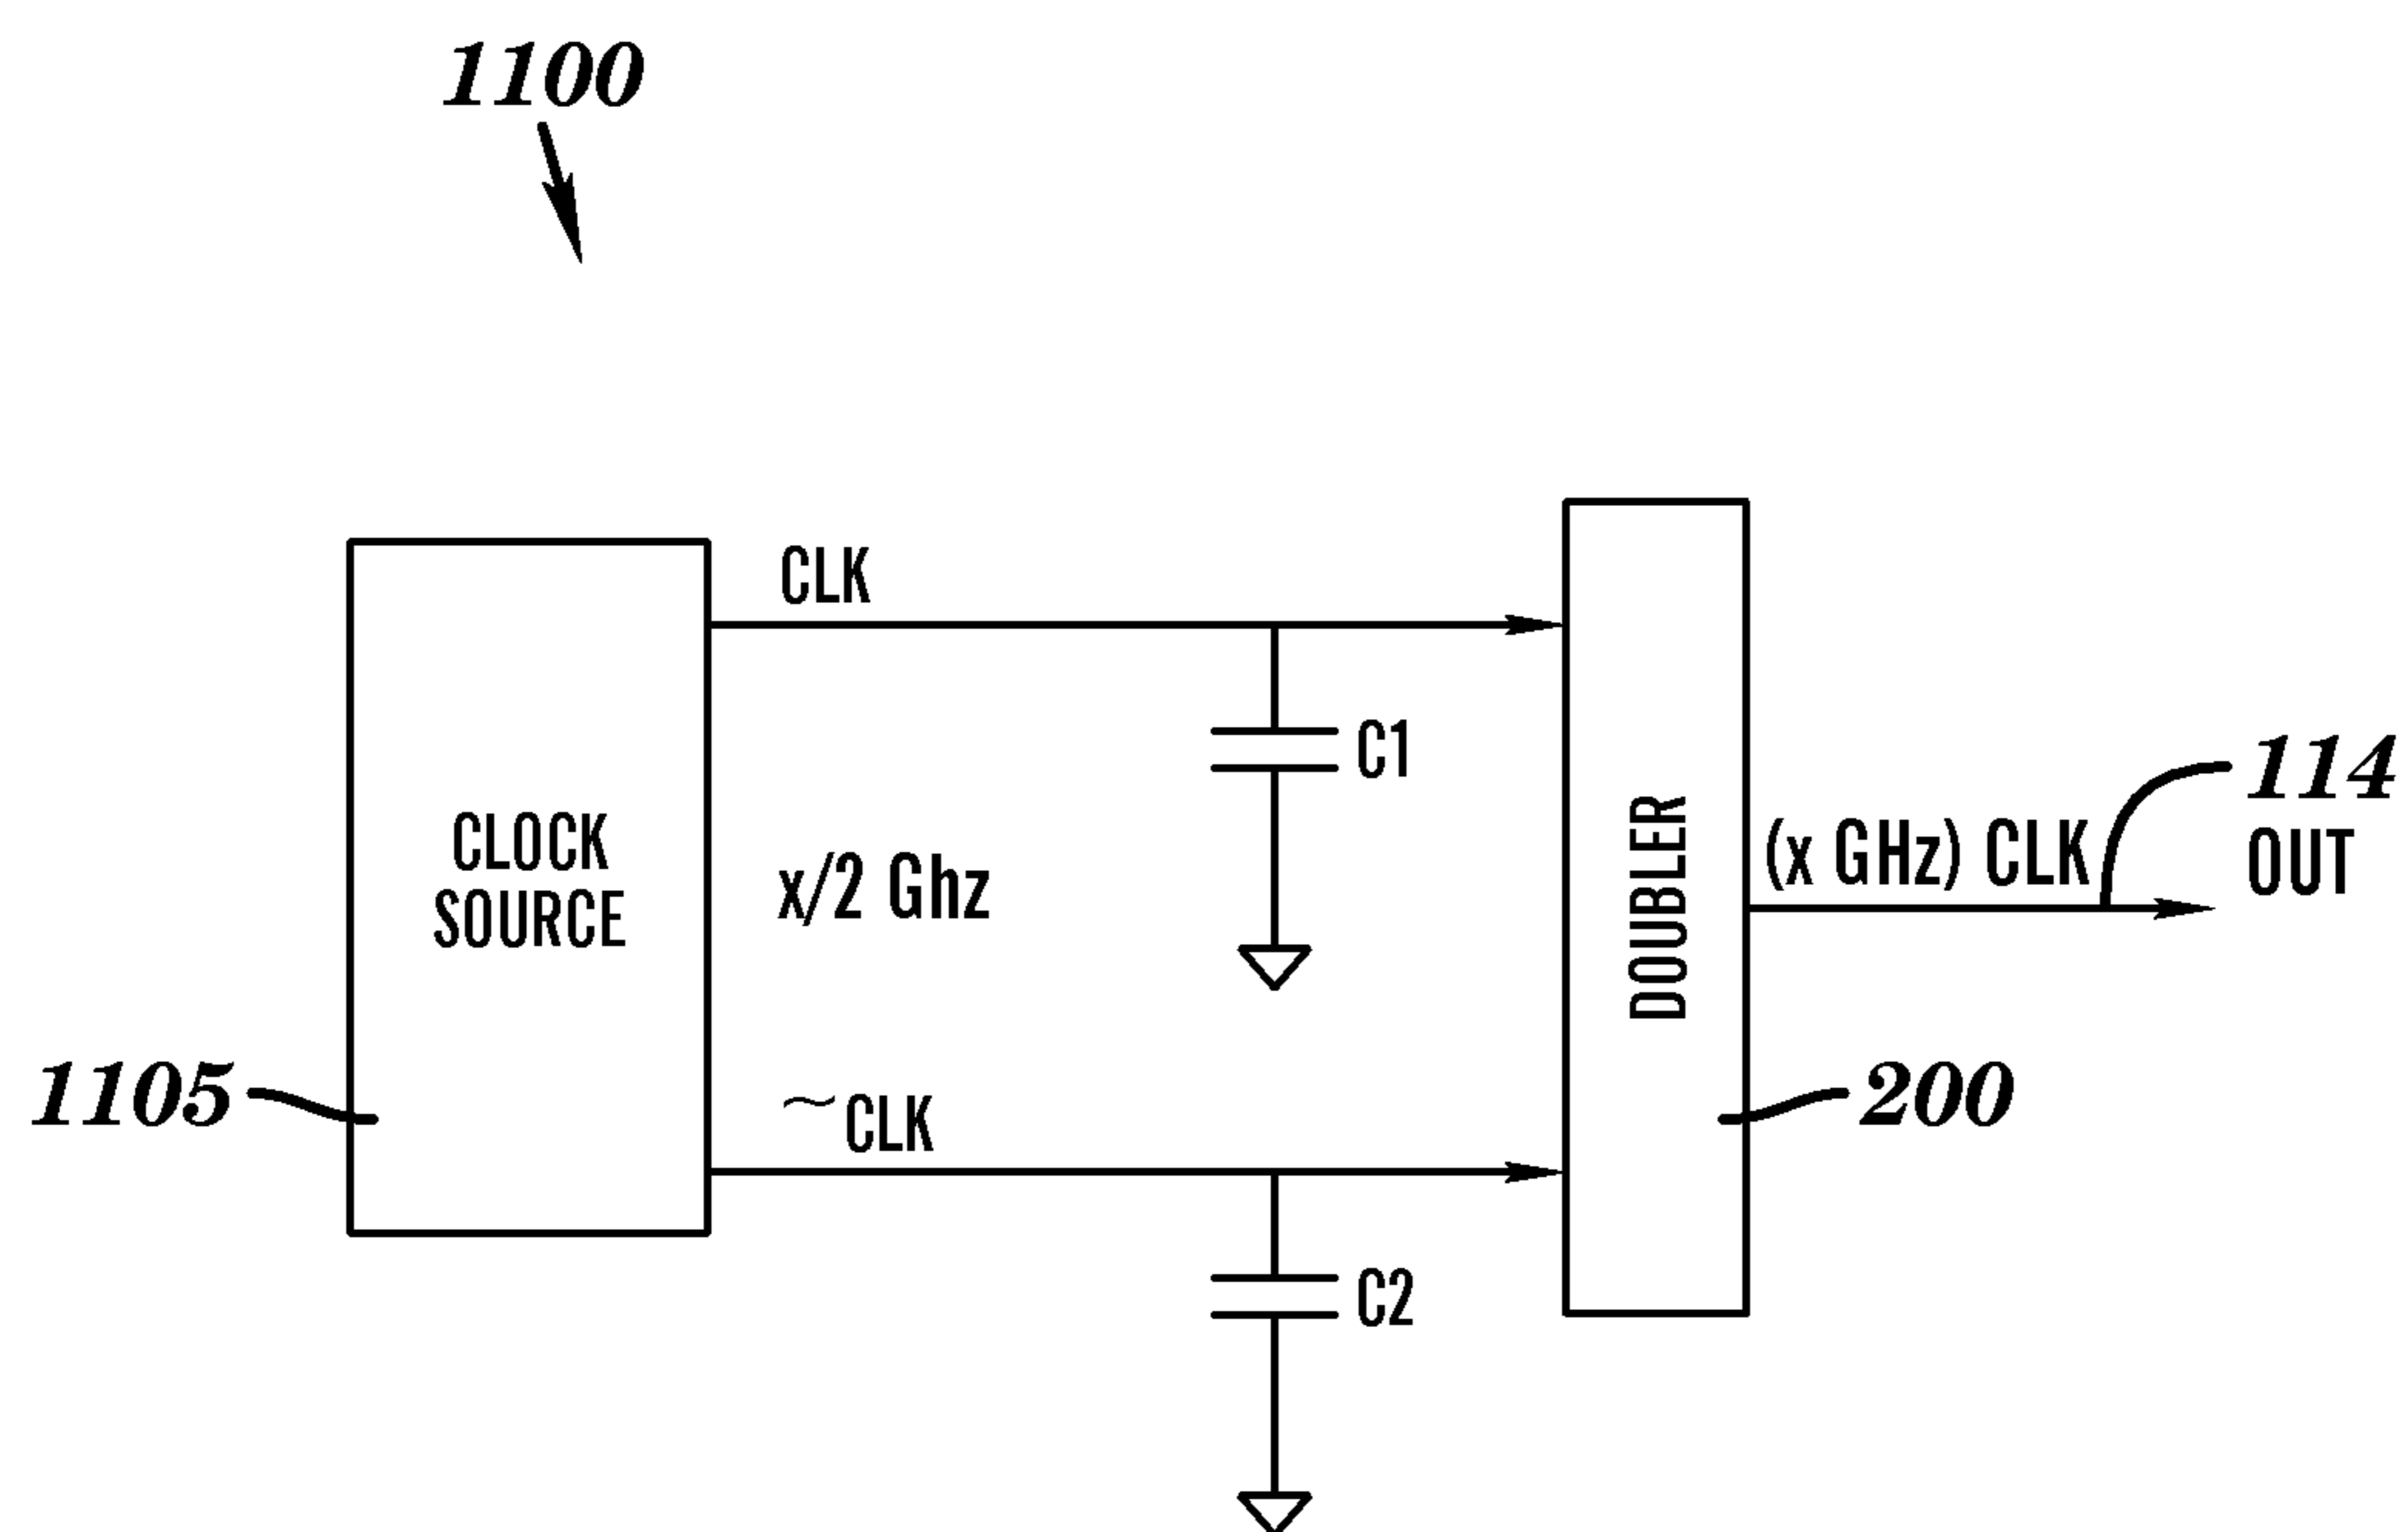 1100
CLK
CLOCK
SOURCE
x/2 Ghz
C1
DOUBLER
(x GHz) CLK
114
OUT
1105
~CLK
200
C2